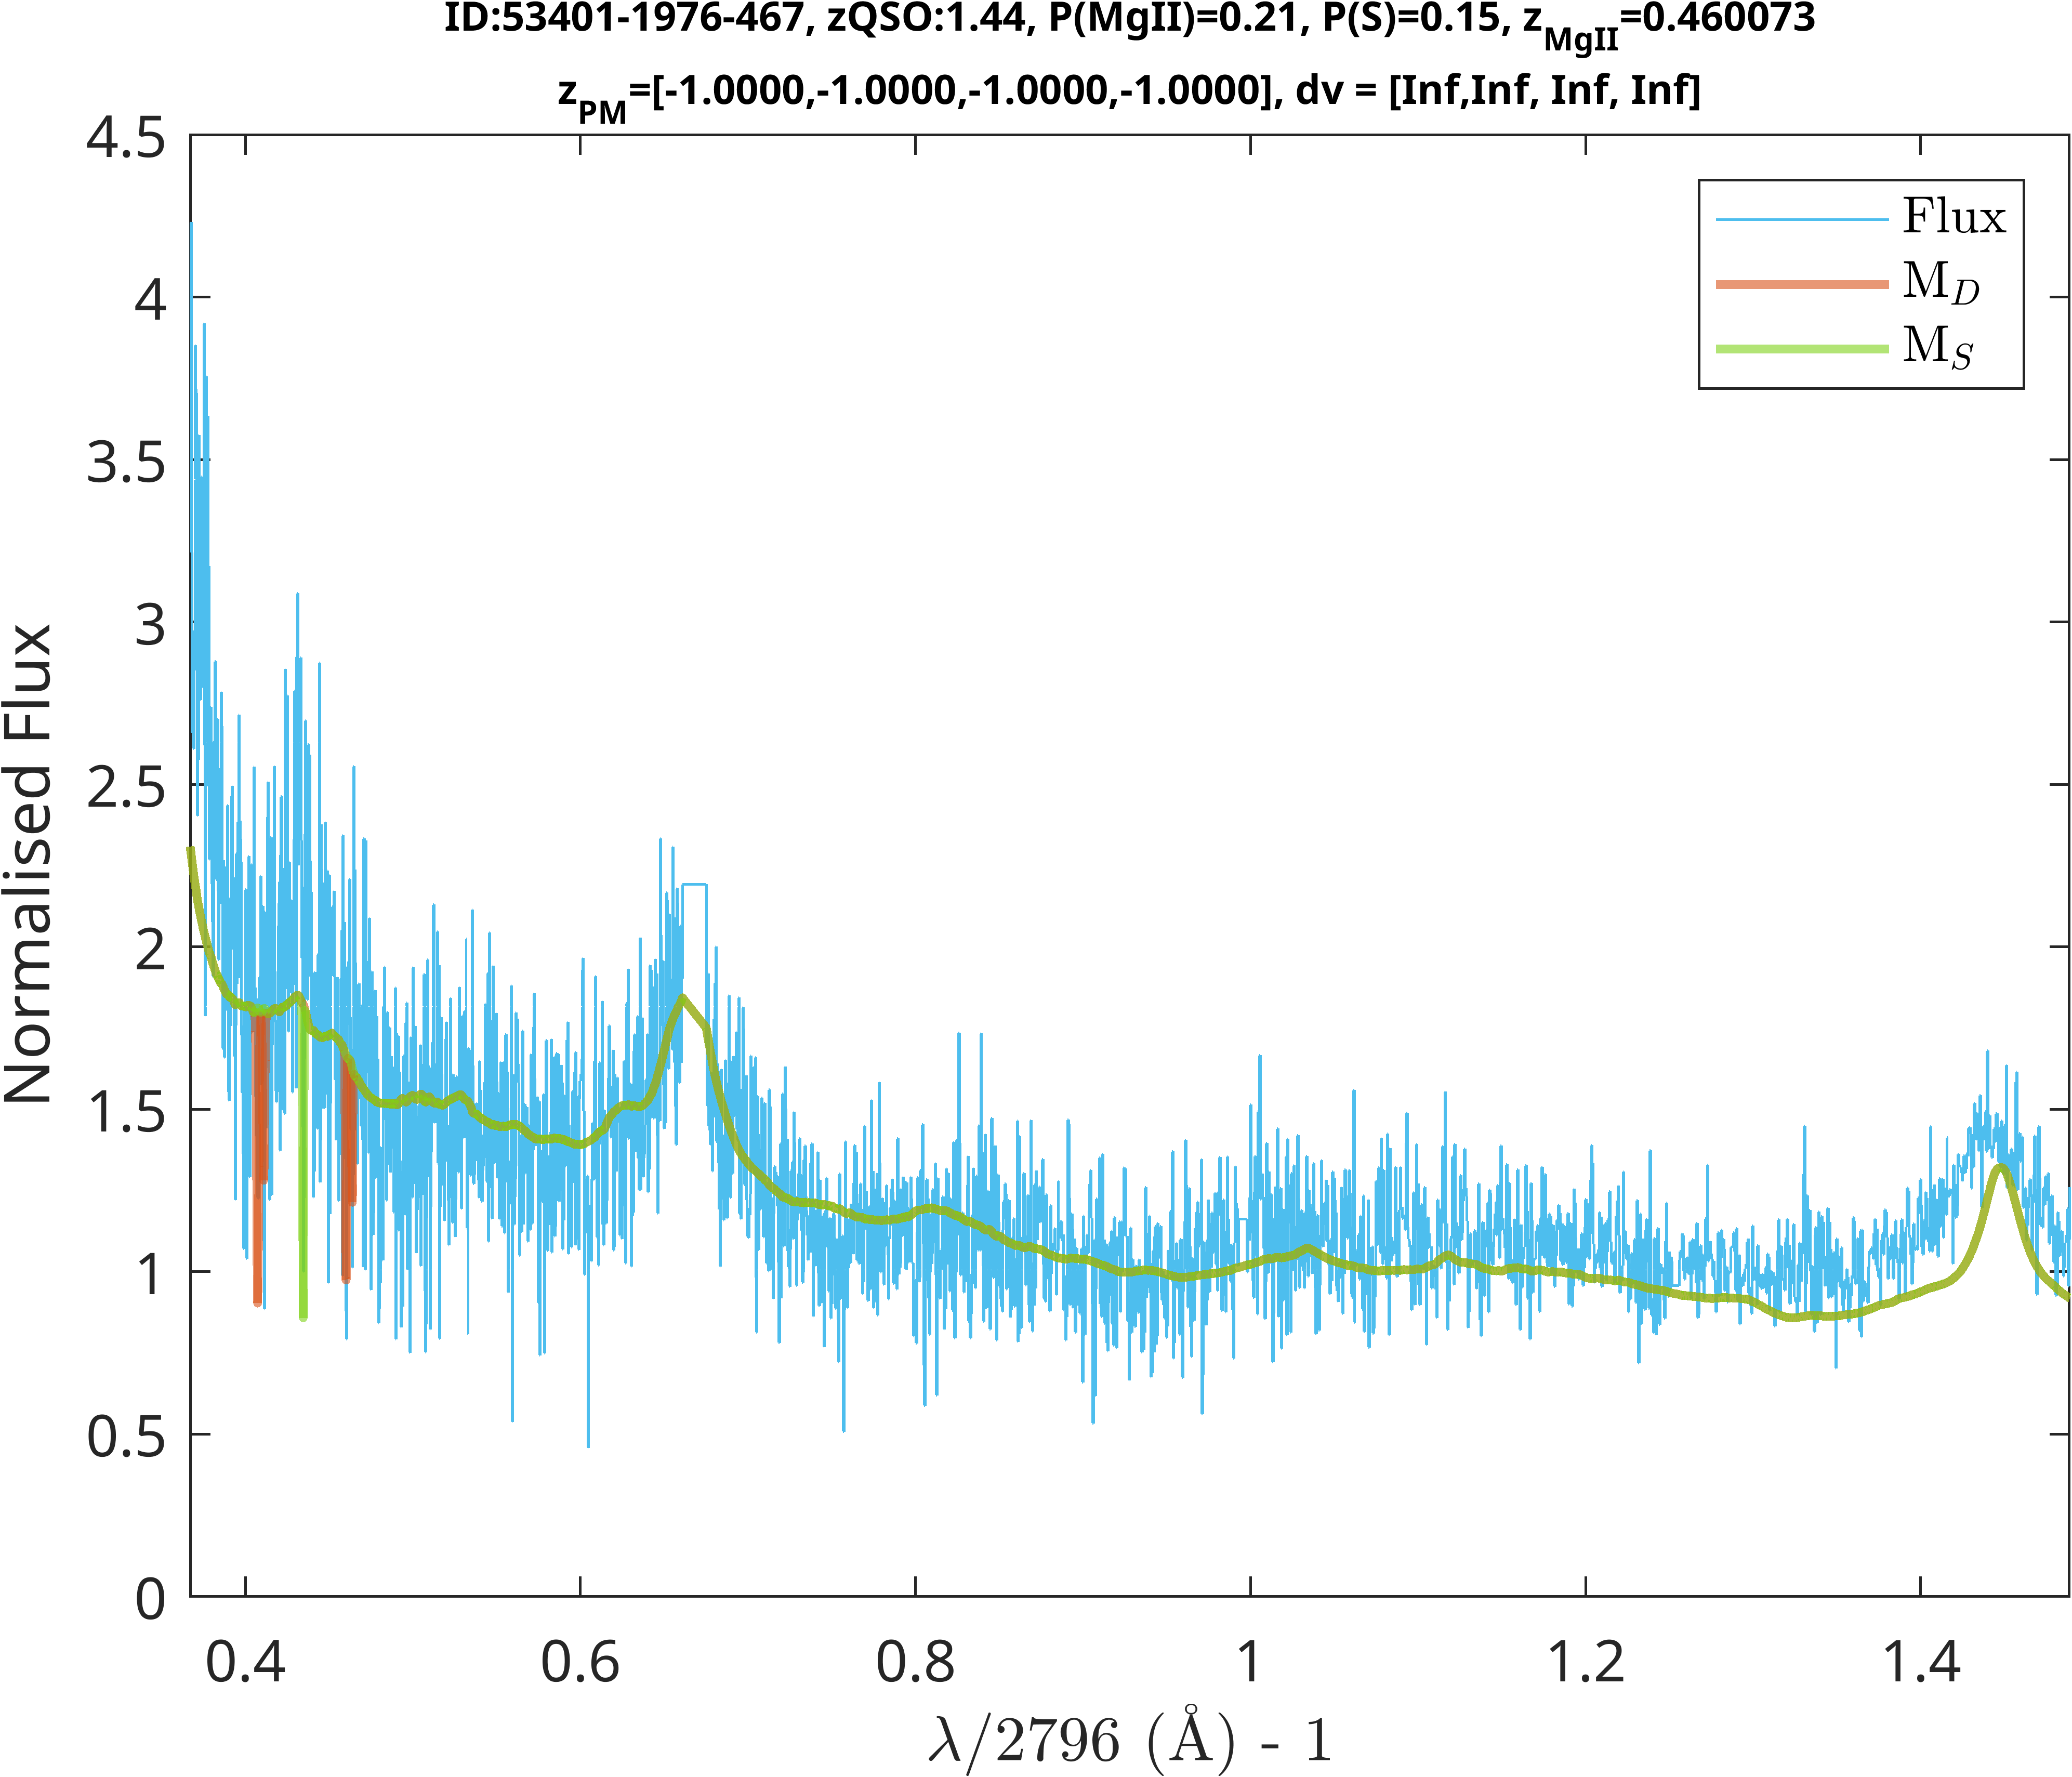 ID:53401-1976-467, zQSO:1.44, P(MgII)=0.21, P(S)=0.15, zMgII=0.460073
zPM=[-1.0000,-1.0000,-1.0000,-1.0000], dv = [Inf,Inf, Inf, Inf]
4.5
4
3.5
3
2.5
2
1.5
1
0.5
0
Normalised Flux
Flux
MD
MS
0.4 0.6 0.8 1 1.2 1.4
λ/2796 (Å) - 1